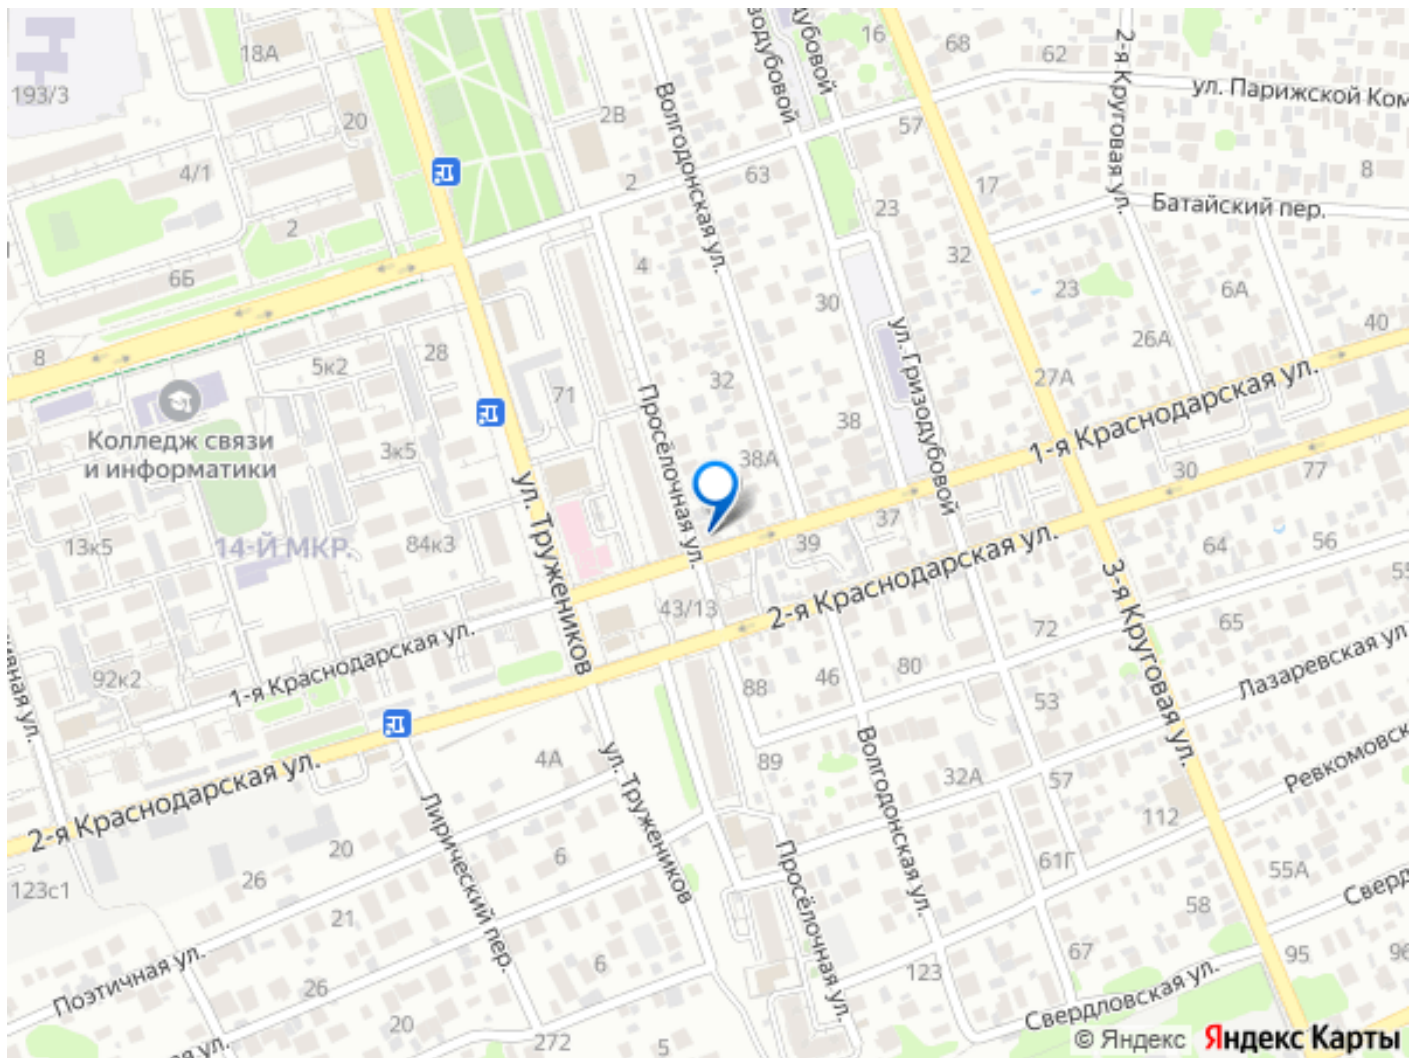 18А
193/3
20
4/1
2
6Б
8
5к2
28
Колледж связи
и информатики
3к5
14-Й МКР.
13к5
84к3
92к2
71
2В
2
4
Волгодонская ул.
63
16
68
62
57
2-я Круговая ул.
ул. Парижской Ком
8
17
Батайский пер.
23
32
23
6А
30
26А
40
ул. Гризодубовой
27А
32
38
38А
Просёлочная ул.
ул. Тружеников
1-я Краснодарская ул.
37
39
30
77
2-я Краснодарская ул.
64
56
55
3-я Круговая ул.
43/13
72
65
1-я Краснодарская ул.
88
46
80
53
Лазаревская ул.
89
4А
ул. Тружеников
Волгодонская ул.
32А
57
Ревкомовск
2-я Краснодарская ул.
Лирический пер.
112
20
6
123с1
26
21
Просёлочная ул.
61Г
55А
58
Поэтичная ул.
26
6
123
67
95
96
Свердловская ул.
20
272
5
© Яндекс
Яндекс Карты